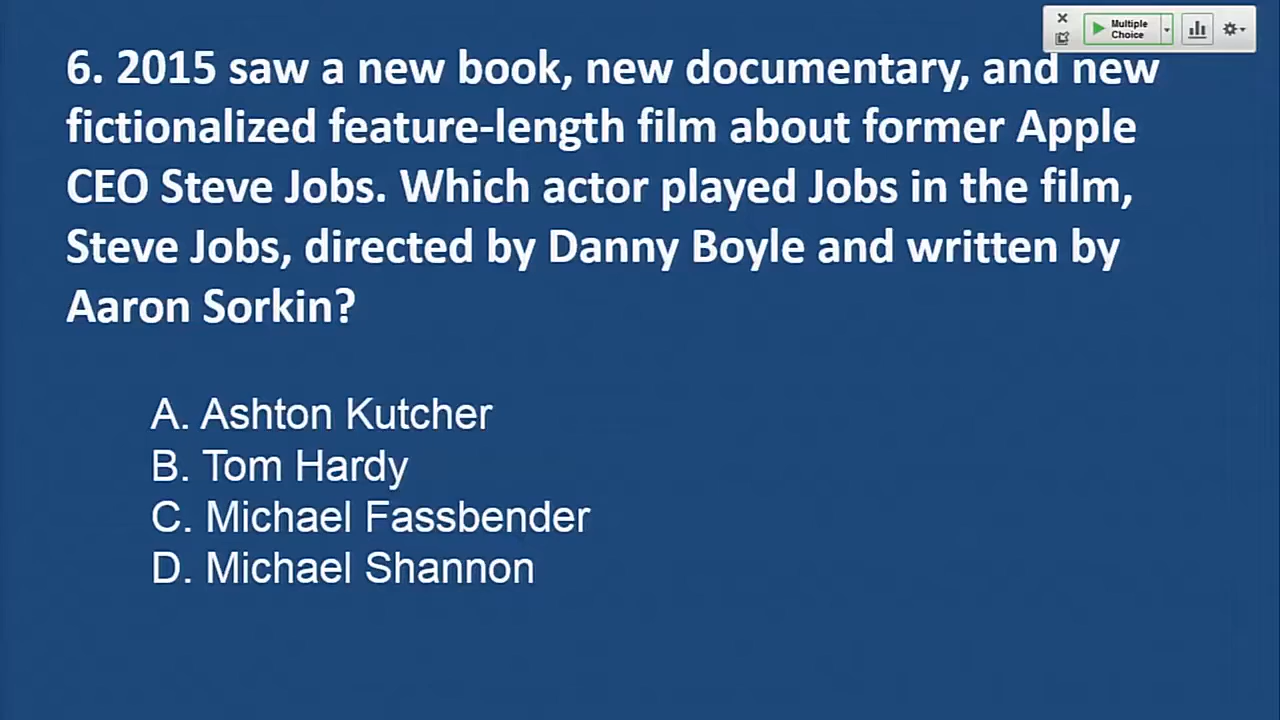 Multiple
Choice
6. 2015 saw a new book, new documentary, and new
fictionalized feature-length film about former Apple
CEO Steve Jobs. Which actor played Jobs in the film,
Steve Jobs, directed by Danny Boyle and written by
Aaron Sorkin?
A. Ashton Kutcher
B. Tom Hardy
C. Michael Fassbender
D. Michael Shannon